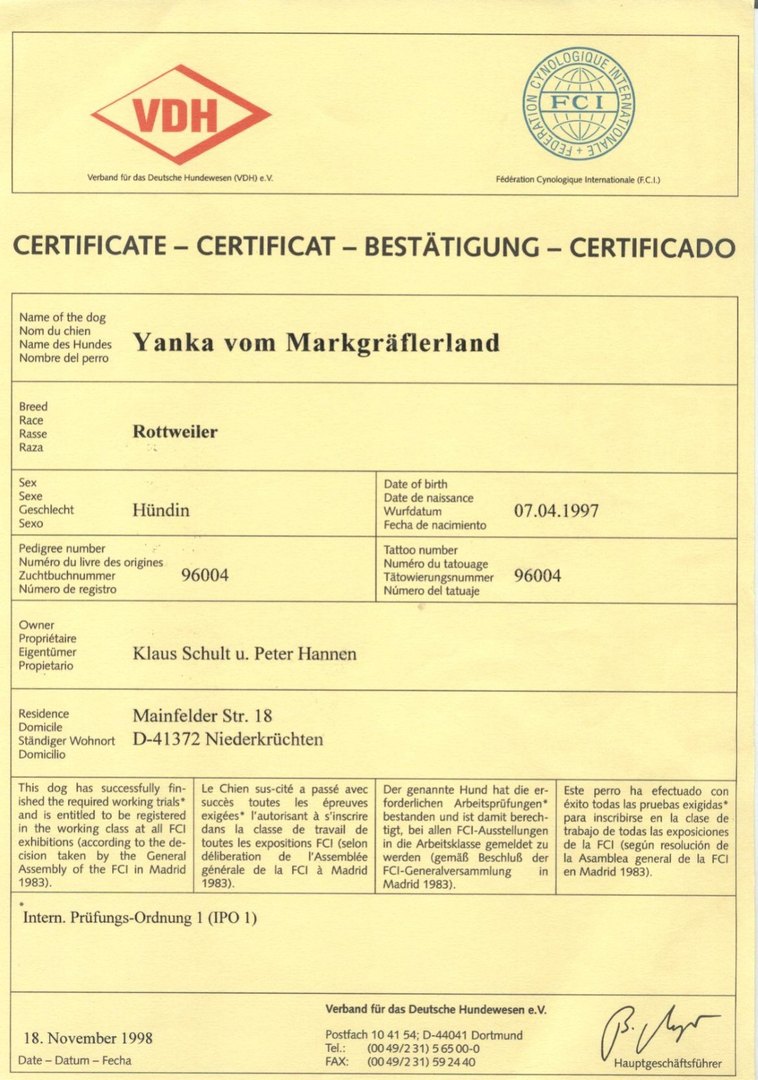 VDH
FEDERATION CYNOLOGIQUE INTERNATIONALE +
FCI
Verband für das Deutsche Hundewesen (VDH) e.V.
Fédération Cynologique Internationale (F.C.I.)
CERTIFICATE – CERTIFICAT – BESTÄTIGUNG – CERTIFICADO
Name of the dog
Nom du chien
Name des Hundes
Nombre del perro
Yanka vom Markgräflerland
Breed
Race
Rasse
Raza
Rottweiler
Sex
Sexe
Geschlecht
Sexo
Hündin
Date of birth
Date de naissance
Wurfdatum
Fecha de nacimiento
07.04.1997
Pedigree number
Numéro du livre des origines
Zuchtbuchnummer
Número de registro
96004
Tattoo number
Numéro du tatouage
Tätowierungsnummer
Número del tatuaje
96004
Owner
Propriétaire
Eigentümer
Propietario
Klaus Schult u. Peter Hannen
Residence
Domicile
Ständiger Wohnort
Domicilio
Mainfelder Str. 18
D-41372 Niederkrüchten
This dog has successfully fin-
ished the required working trials*
and is entitled to be registered
in the working class at all FCI
exhibitions (according to the de-
cision taken by the General
Assembly of the FCI in Madrid
1983).
Le Chien sus-cité a passé avec
succès toutes les épreuves
exigées* l'autorisant à s'inscrire
dans la classe de travail de
toutes les expositions FCI (selon
déliberation de l'Assemblée
générale de la FCI à Madrid
1983).
Der genannte Hund hat die er-
forderlichen Arbeitsprüfungen*
bestanden und ist damit berech-
tigt, bei allen FCI-Ausstellungen
in die Arbeitsklasse gemeldet zu
werden (gemäß Beschluß der
FCI-Generalversammlung in
Madrid 1983).
Este perro ha efectuado con
éxito todas las pruebas exigidas*
para inscribirse en la clase de
trabajo de todas las exposiciones
de la FCI (según resolución de
la Asamblea general de la FCI
en Madrid 1983).
*
Intern. Prüfungs-Ordnung 1 (IPO 1)
18. November 1998
Date – Datum – Fecha
Verband für das Deutsche Hundewesen e.V.
Postfach 10 41 54; D-44041 Dortmund
Tel.: (00 49/2 31) 5 65 00-0
FAX: (00 49/2 31) 59 24 40
Hauptgeschäftsführer